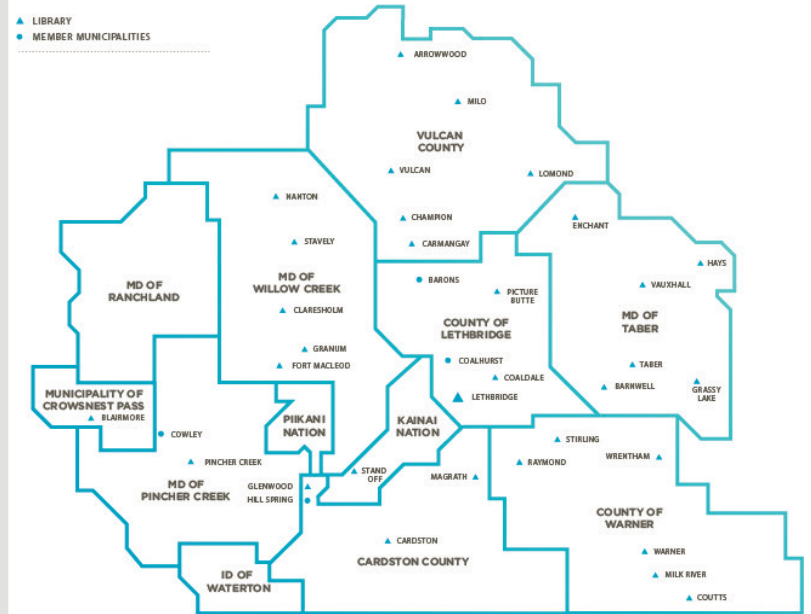 LIBRARY
MEMBER MUNICIPALITIES
ARROWWOOD
MILO
VULCAN
COUNTY
VULCAN
LOMOND
NANTON
CHAMPION
ENCHANT
STAVELY
CARMANGAY
HAYS
MD OF
RANCHLAND
MD OF
WILLOW CREEK
BARONS
PICTURE
BUTTE
VAUXHALL
CLARESHOLM
COUNTY OF
LETHBRIDGE
MD OF
TABER
GRANUM
FORT MACLEOD
COALHURST
COALDALE
TABER
BARNWELL
GRASSY
LAKE
MUNICIPALITY OF
CROWSNEST PASS
BLAIRMORE
LETHBRIDGE
PIIKANI
NATION
KAINAI
NATION
COWLEY
STIRLING
PINCHER CREEK
STAND
OFF
MAGRATH
RAYMOND
WRENTHAM
MD OF
PINCHER CREEK
GLENWOOD
HILL SPRING
COUNTY OF
WARNER
CARDSTON
CARDSTON COUNTY
WARNER
ID OF
WATERTON
MILK RIVER
COUTTS